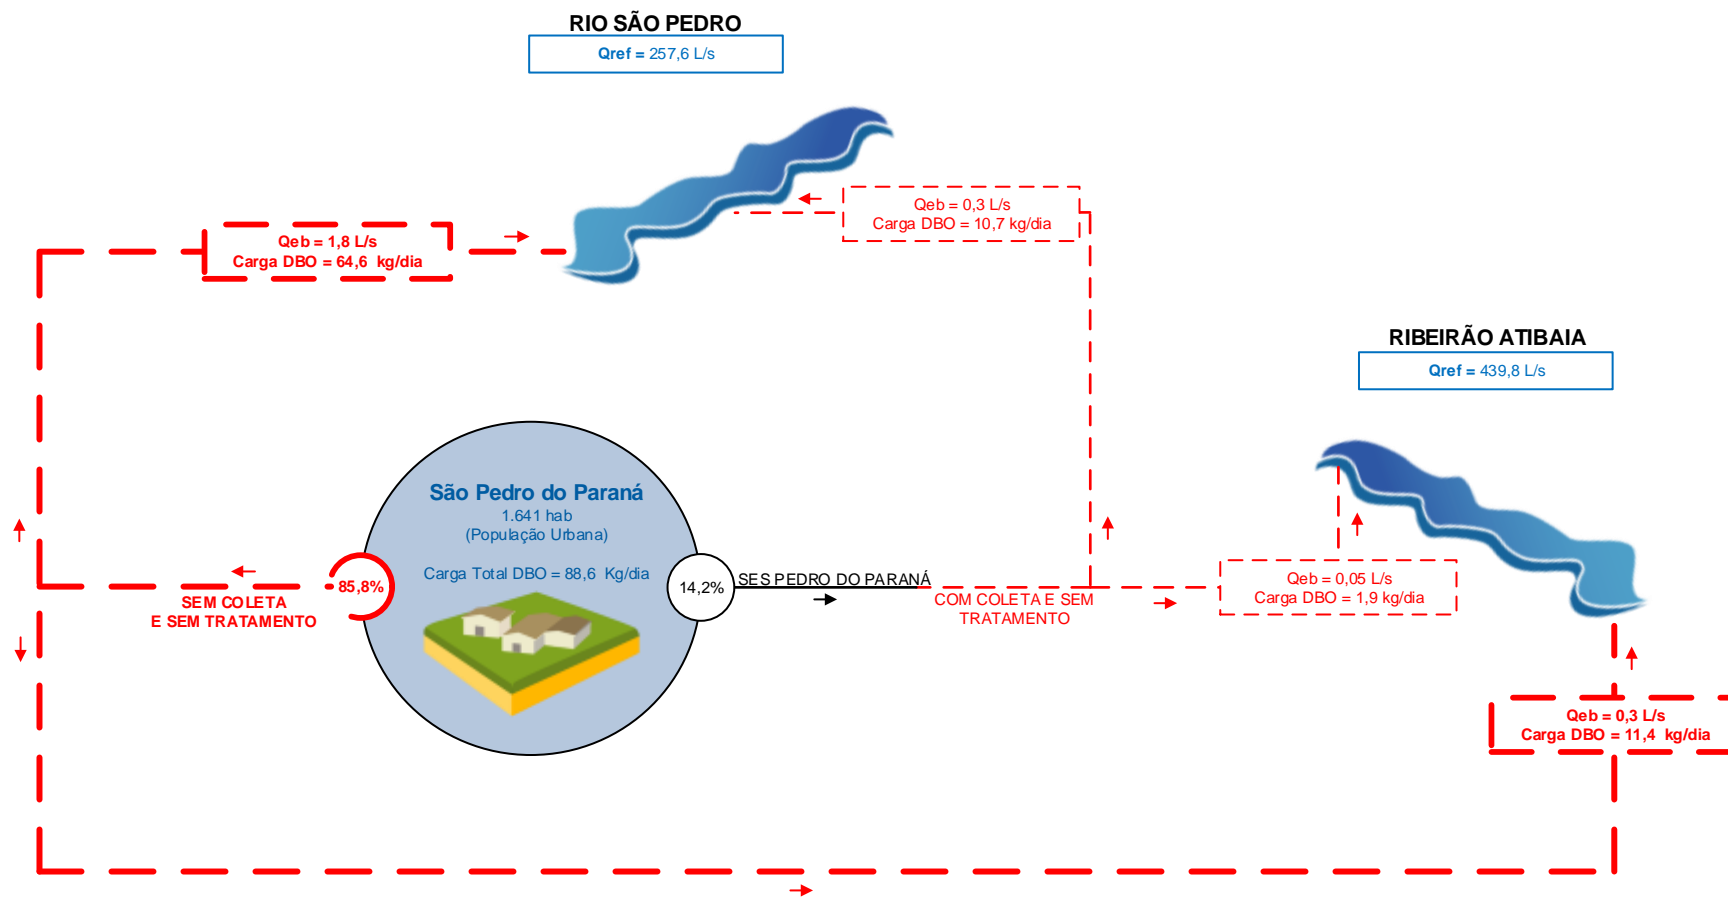 RIO SÃO PEDRO
Qref = 257,6 L/s
Qeb = 0,3 L/s
Carga DBO = 10,7 kg/dia
Qeb = 1,8 L/s
Carga DBO = 64,6 kg/dia
RIBEIRÃO ATIBAIA
Qref = 439,8 L/s
São Pedro do Paraná
1.641 hab
(População Urbana)
Carga Total DBO = 88,6 Kg/dia
85,8%
14,2%
SES PEDRO DO PARANÁ
SEM COLETA
E SEM TRATAMENTO
COM COLETA E SEM
TRATAMENTO
Qeb = 0,05 L/s
Carga DBO = 1,9 kg/dia
Qeb = 0,3 L/s
Carga DBO = 11,4 kg/dia